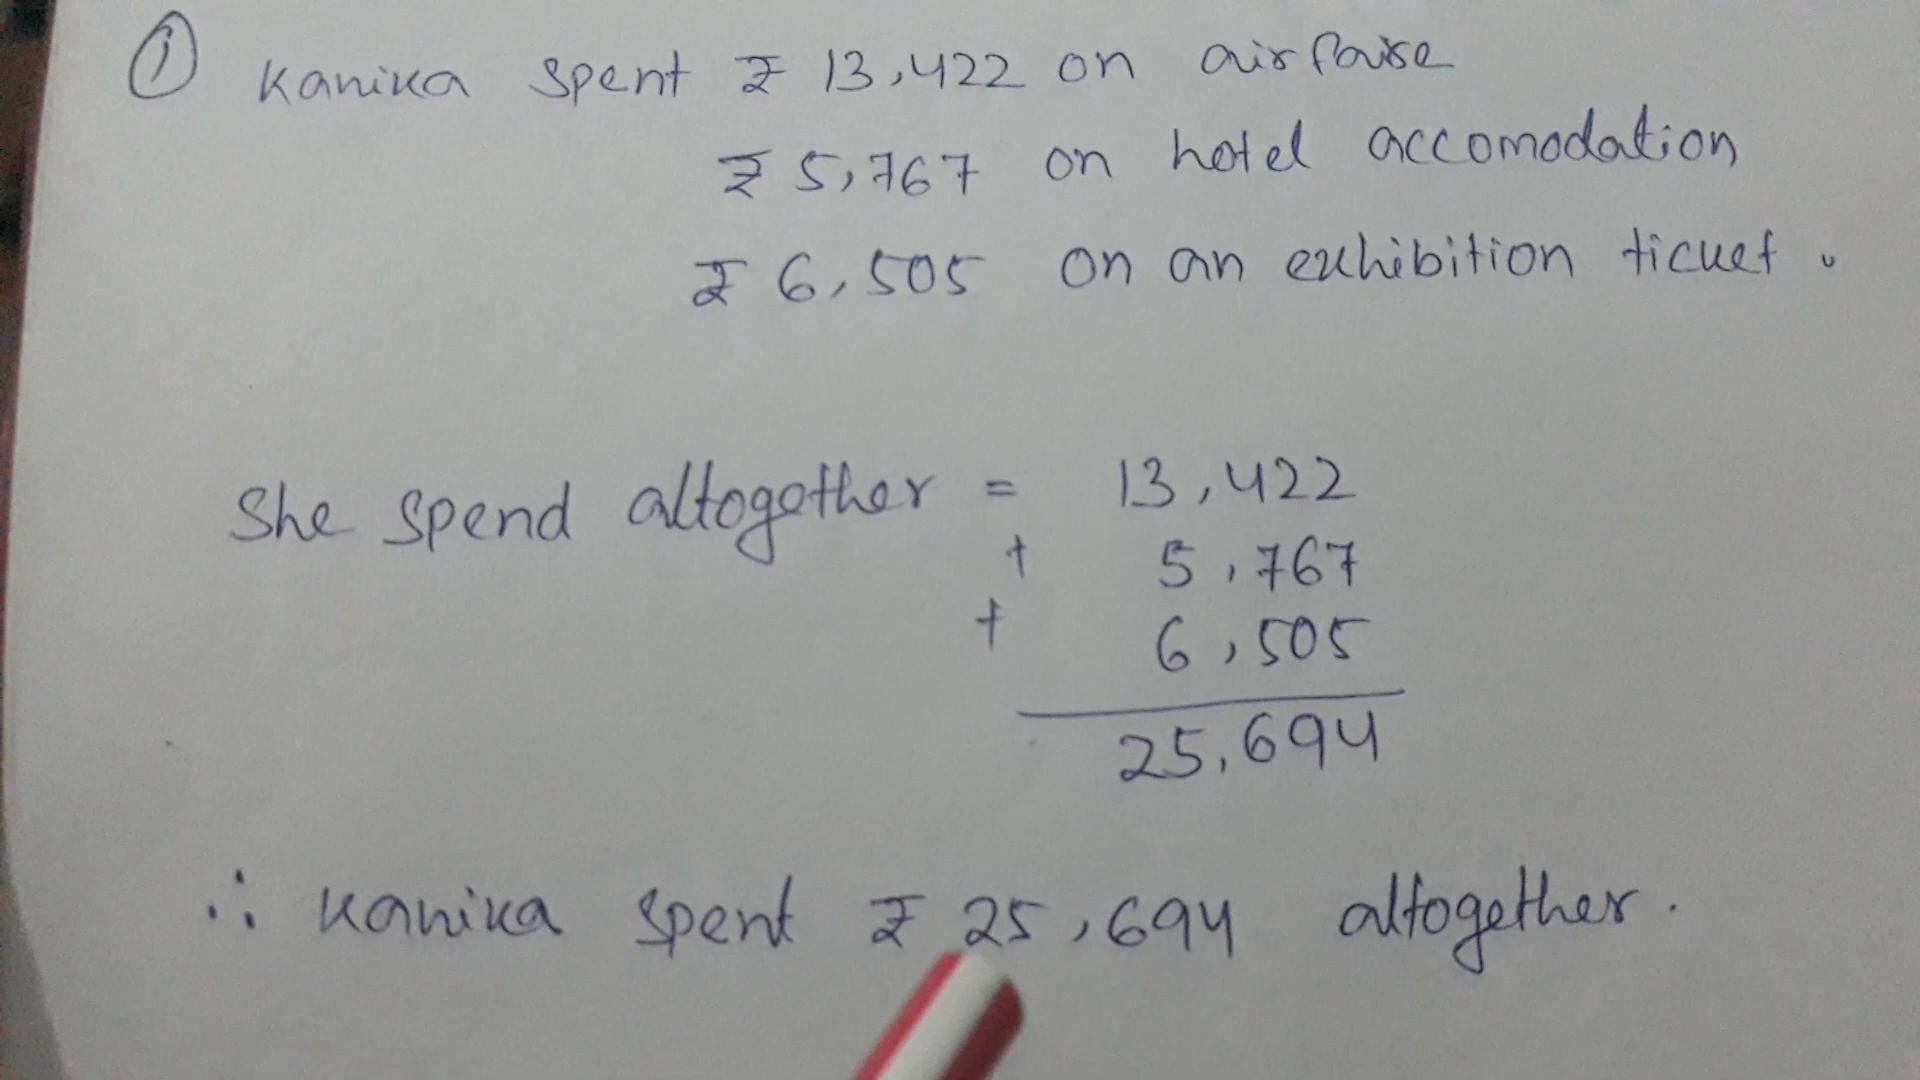 ① Kanika spent ₹ 13,422 on air faise
₹ 5,767 on hotel accomodation
₹ 6,505 on an exhibition ticket.
She spend altogether = 13,422
+ 5,767
+ 6,505
25,694
∴ Kanika spent ₹ 25,694 altogether.